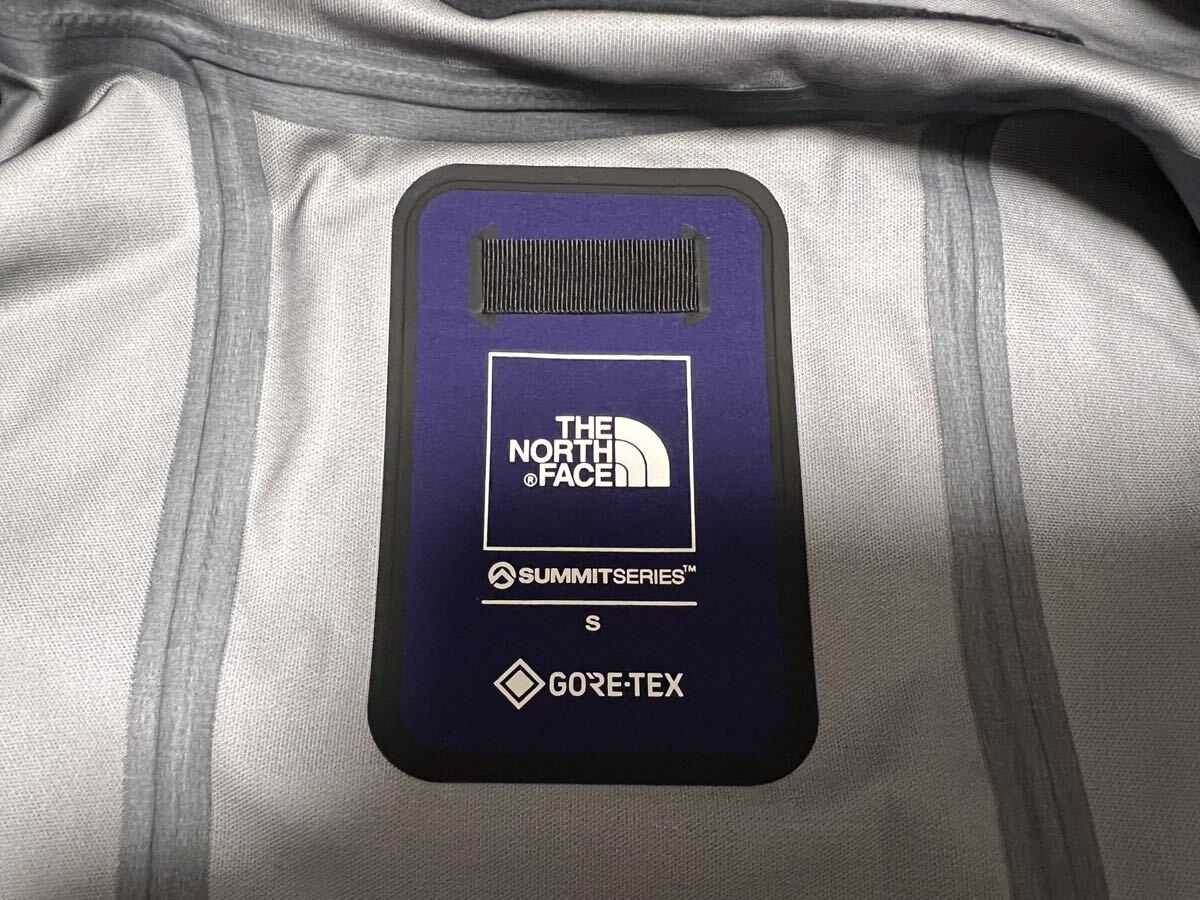 THE
NORTH
®FACE
SUMMITSERIES™
S
GORE-TEX